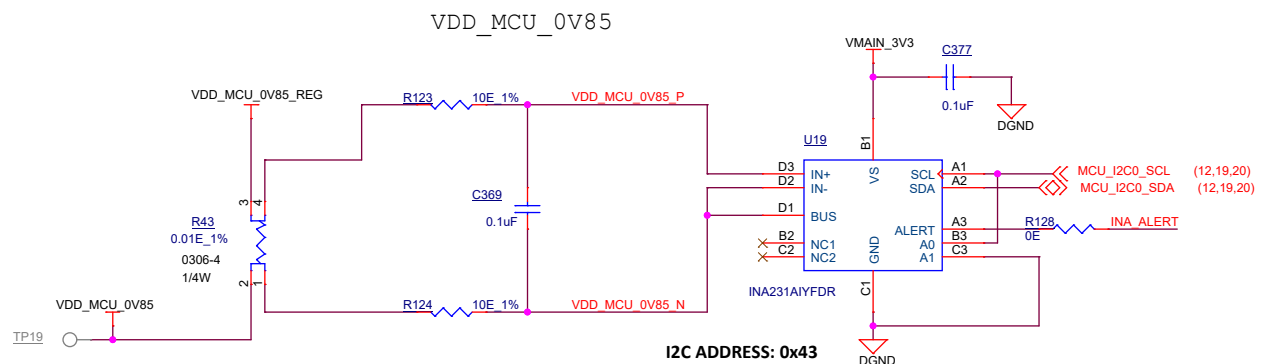 VDD_MCU_0V85
VMAIN_3V3
C377
0.1uF
DGND
VDD_MCU_0V85_REG
R123
10E_1%
VDD_MCU_0V85_P
U19
B1
VS
D3
IN+
D2
IN-
D1
BUS
B2
NC1
C2
NC2
GND
C1
SCL
A1
MCU_I2C0_SCL (12,19,20)
SDA
A2
MCU_I2C0_SDA (12,19,20)
ALERT
A3
R128
0E
INA_ALERT
A0
B3
A1
C3
INA231AIYFDR
C369
0.1uF
3
4
R43
0.01E_1%
0306-4
1/4W
2
1
R124
10E_1%
VDD_MCU_0V85_N
VDD_MCU_0V85
TP19
I2C ADDRESS: 0x43
DGND